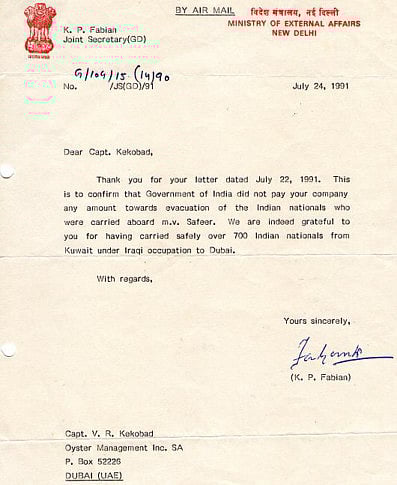 BY AIR MAIL
विदेश मंत्रालय, नई दिल्ली
MINISTRY OF EXTERNAL AFFAIRS
NEW DELHI
K. P. Fabian
Joint Secretary(GD)
G/104/15 (14)90
No. /JS(GD)/91
July 24, 1991
Dear Capt. Kekobad,
Thank you for your letter dated July 22, 1991. This
is to confirm that Government of India did not pay your company
any amount towards evacuation of the Indian nationals who
were carried aboard m.v. Safeer. We are indeed grateful to
you for having carried safely over 700 Indian nationals from
Kuwait under Iraqi occupation to Dubai.
With regards,
Yours sincerely,
(K. P. Fabian)
Capt. V. R. Kekobad
Oyster Management Inc. SA
P. Box 52226
DUBAI (UAE)